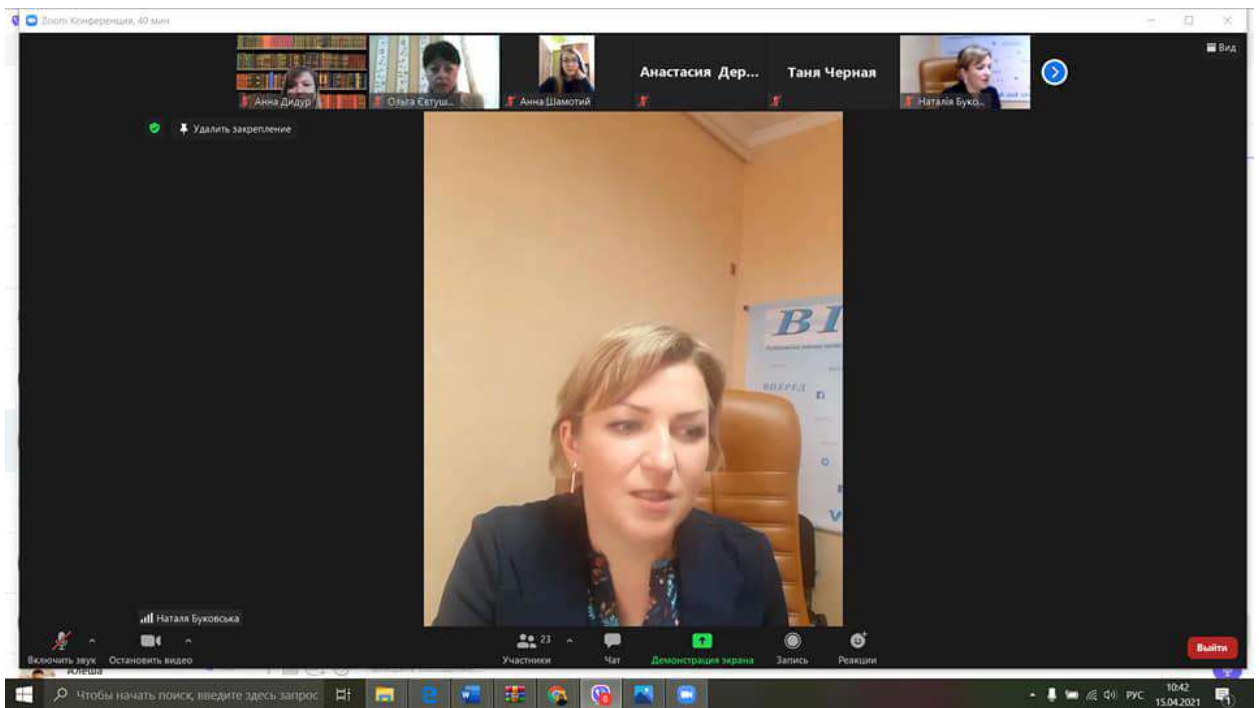 Zoom Конференция, 40 мин
Вид
Анна Дидур
Ольга Євтуш...
Анна Шамотий
Анастасия Дер...
Таня Черная
Наталія Буко...
Удалить закрепление
ВІ
ВПЕРЕД
Наталя Буковська
Включить звук
Остановить видео
23
Участники
Чат
Демонстрация экрана
Запись
Реакции
Выйти
Алеша
Чтобы начать поиск, введите здесь запрос
РУС
10:42
15.04.2021